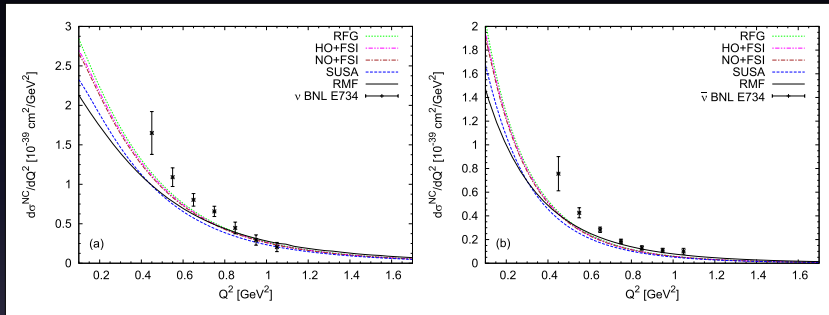 3
2.5
2
1.5
1
0.5
0
0.2 0.4 0.6 0.8 1 1.2 1.4 1.6
dσ^NC/dQ² [10⁻³⁹ cm²/GeV²]
Q² [GeV²]
RFG
HO+FSI
NO+FSI
SUSA
RMF
ν BNL E734
(a)
2
1.8
1.6
1.4
1.2
1
0.8
0.6
0.4
0.2
0
0.2 0.4 0.6 0.8 1 1.2 1.4 1.6
dσ^NC/dQ² [10⁻³⁹ cm²/GeV²]
Q² [GeV²]
RFG
HO+FSI
NO+FSI
SUSA
RMF
ν̅ BNL E734
(b)